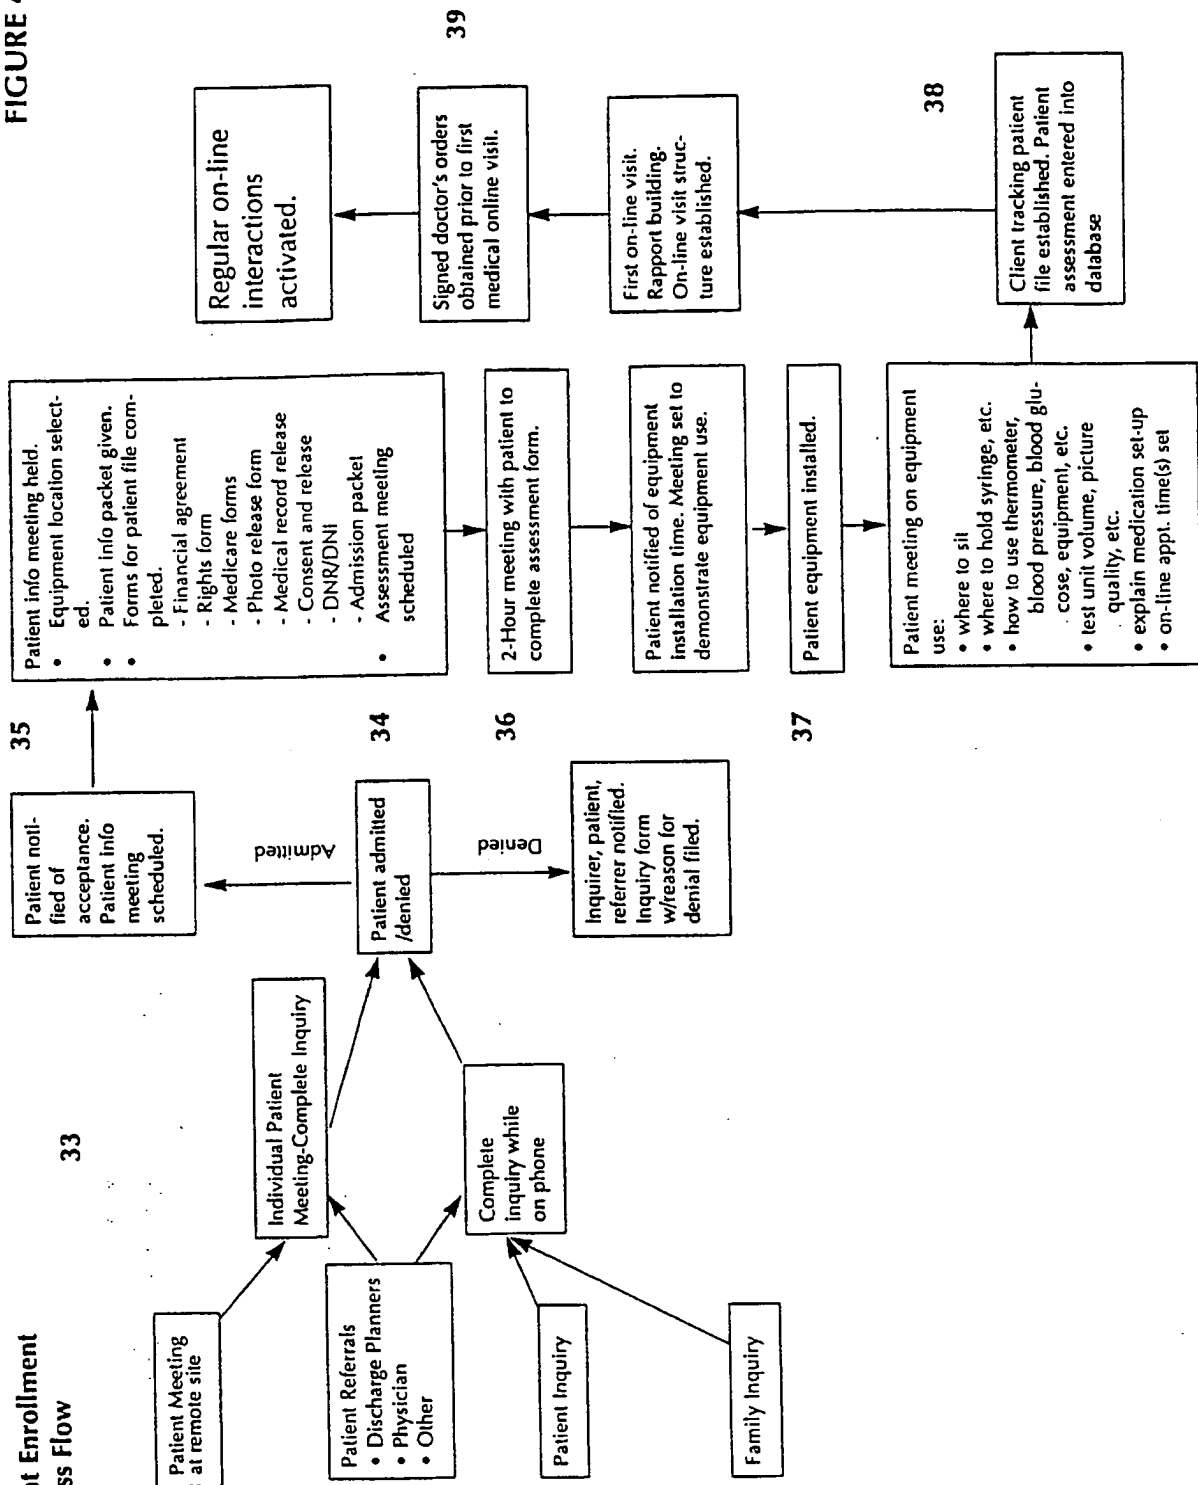 FIGURE 4
nt Enrollment
ss Flow
33
Patient Meeting
at remote site
Patient Referrals
• Discharge Planners
• Physician
• Other
Patient Inquiry
Family Inquiry
Individual Patient
Meeting-Complete Inquiry
Complete
inquiry while
on phone
Patient noti-
fied of
acceptance.
Patient info
meeting
scheduled.
35
Admitted
Patient admitted
/denied
34
Denied
Inquirer, patient,
referrer notified.
Inquiry form
w/reason for
denial filed.
36
37
Patient info meeting held.
• Equipment location select-
ed.
• Patient info packet given.
• Forms for patient file com-
pleted.
- Financial agreement
- Rights form
- Medicare forms
- Photo release form
- Medical record release
- Consent and release
- DNR/DNI
- Admission packet
• Assessment meeting
scheduled
2-Hour meeting with patient to
complete assessment form.
Patient notified of equipment
installation time. Meeting set to
demonstrate equipment use.
Patient equipment installed.
Patient meeting on equipment
use:
• where to sit
• where to hold syringe, etc.
• how to use thermometer,
blood pressure, blood glu-
cose, equipment, etc.
• test unit volume, picture
quality, etc.
• explain medication set-up
• on-line appt. time(s) set
Regular on-line
interactions
activated.
Signed doctor's orders
obtained prior to first
medical online visit.
39
First on-line visit.
Rapport building.
On-line visit struc-
ture established.
38
Client tracking patient
file established. Patient
assessment entered into
database